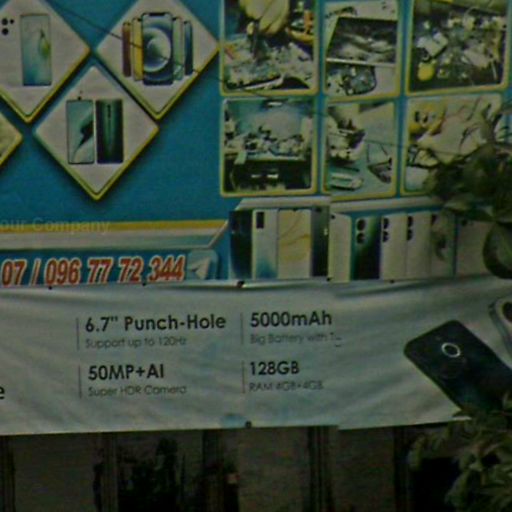 our Company
07 / 096 77 72 344
6.7" Punch-Hole
Support up to 120Hz
5000mAh
Big Battery with
50MP+AI
Super HDR Camera
128GB
RAM 4GB+4GB
e